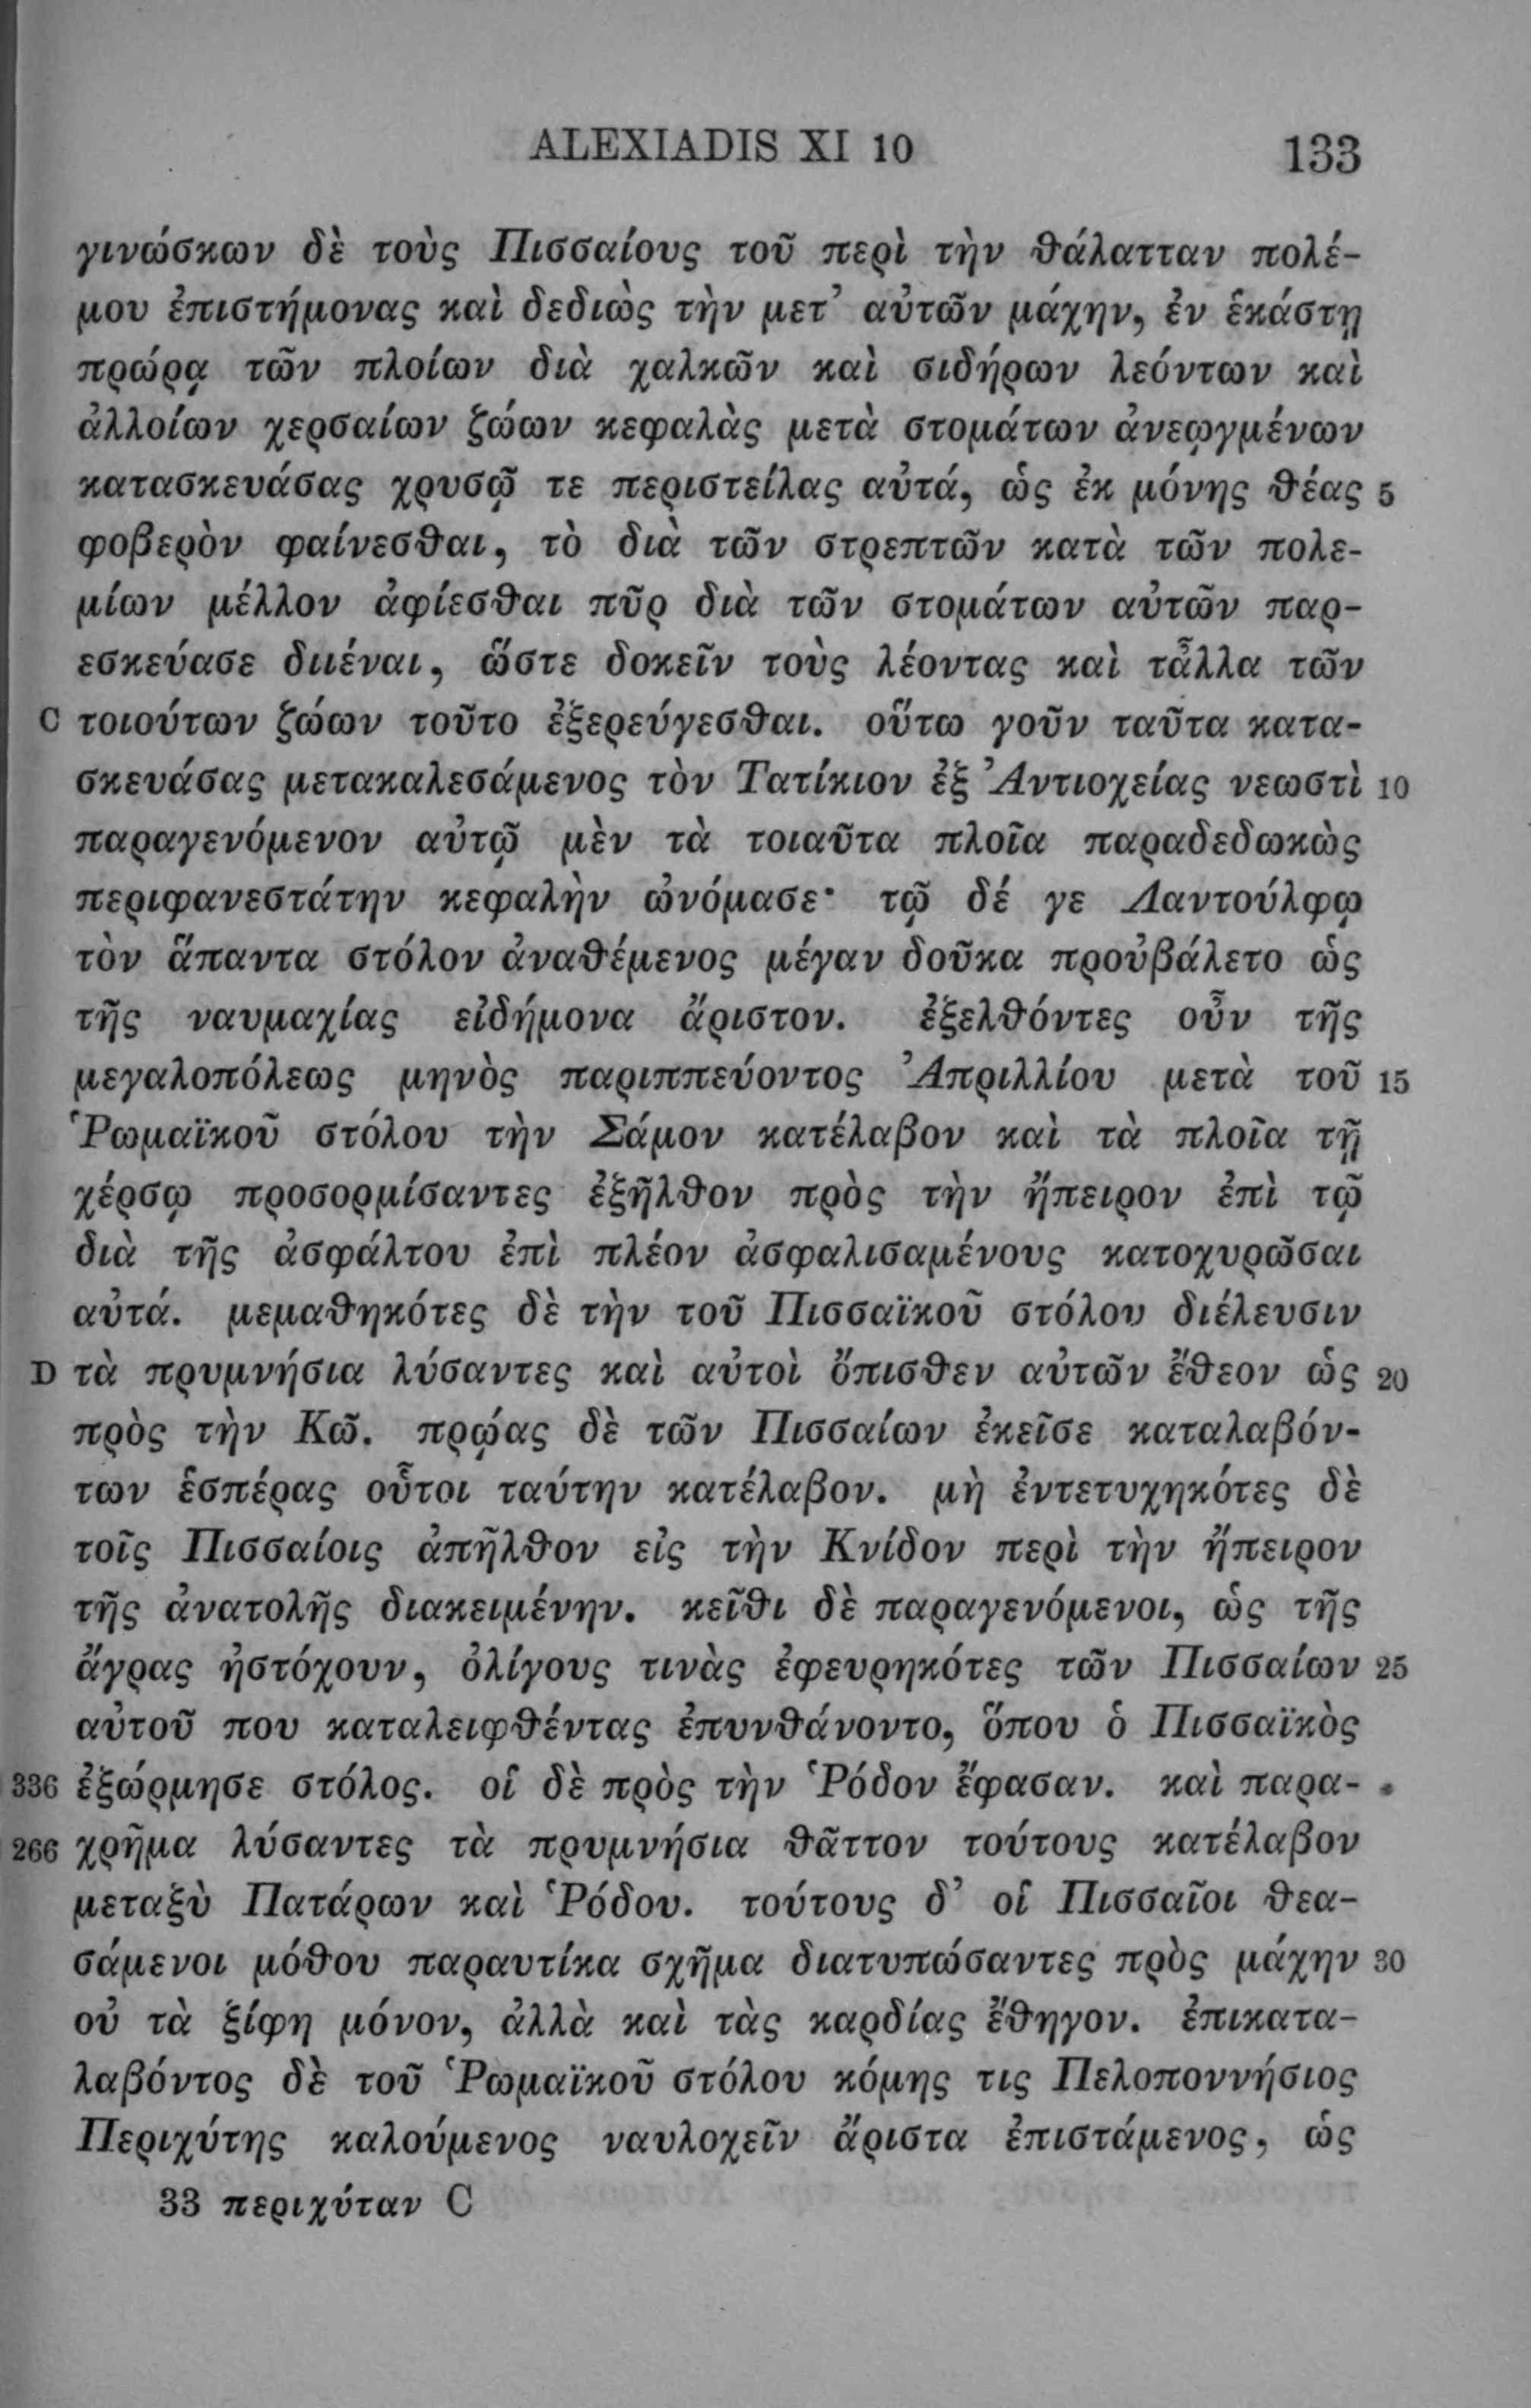 ALEXIADIS XI 10 133
γινώσκων δὲ τοὺς Πισσαίους τοῦ περὶ τὴν θάλατταν πολέ-
μου ἐπιστήμονας καὶ δεδιὼς τὴν μετ’ αὐτῶν μάχην, ἐν ἑκάστῃ
πρώρᾳ τῶν πλοίων διὰ χαλκῶν καὶ σιδήρων λεόντων καὶ
ἀλλοίων χερσαίων ζώων κεφαλὰς μετὰ στομάτων ἀνεῳγμένων
κατασκευάσας χρυσῷ τε περιστείλας αὐτά, ὡς ἐκ μόνης θέας 5
φοβερὸν φαίνεσθαι, τὸ διὰ τῶν στρεπτῶν κατὰ τῶν πολε-
μίων μέλλον ἀφίεσθαι πῦρ διὰ τῶν στομάτων αὐτῶν παρ-
εσκεύασε διιέναι, ὥστε δοκεῖν τοὺς λέοντας καὶ τἆλλα τῶν
C τοιούτων ζώων τοῦτο ἐξερεύγεσθαι. οὕτω γοῦν ταῦτα κατα-
σκευάσας μετακαλεσάμενος τὸν Τατίκιον ἐξ Ἀντιοχείας νεωστὶ 10
παραγενόμενον αὐτῷ μὲν τὰ τοιαῦτα πλοῖα παραδεδωκὼς
περιφανεστάτην κεφαλὴν ὠνόμασε· τῷ δέ γε Λαντούλφῳ
τὸν ἅπαντα στόλον ἀναθέμενος μέγαν δοῦκα προὐβάλετο ὡς
τῆς ναυμαχίας εἰδήμονα ἄριστον. ἐξελθόντες οὖν τῆς
μεγαλοπόλεως μηνὸς παριππεύοντος Ἀπριλλίου μετὰ τοῦ 15
Ῥωμαϊκοῦ στόλου τὴν Σάμον κατέλαβον καὶ τὰ πλοῖα τῇ
χέρσῳ προσορμίσαντες ἐξῆλθον πρὸς τὴν ἤπειρον ἐπὶ τῷ
διὰ τῆς ἀσφάλτου ἐπὶ πλέον ἀσφαλισαμένους κατοχυρῶσαι
αὐτά. μεμαθηκότες δὲ τὴν τοῦ Πισσαϊκοῦ στόλου διέλευσιν
D τὰ πρυμνήσια λύσαντες καὶ αὐτοὶ ὄπισθεν αὐτῶν ἔθεον ὡς 20
πρὸς τὴν Κῶ. πρῴας δὲ τῶν Πισσαίων ἐκεῖσε καταλαβόν-
των ἑσπέρας οὗτοι ταύτην κατέλαβον. μὴ ἐντετυχηκότες δὲ
τοῖς Πισσαίοις ἀπῆλθον εἰς τὴν Κνίδον περὶ τὴν ἤπειρον
τῆς ἀνατολῆς διακειμένην. κεῖθι δὲ παραγενόμενοι, ὡς τῆς
ἄγρας ἠστόχουν, ὀλίγους τινὰς ἐφευρηκότες τῶν Πισσαίων 25
αὐτοῦ που καταλειφθέντας ἐπυνθάνοντο, ὅπου ὁ Πισσαϊκὸς
336 ἐξώρμησε στόλος. οἳ δὲ πρὸς τὴν Ῥόδον ἔφασαν. καὶ παρα-
266 χρῆμα λύσαντες τὰ πρυμνήσια θᾶττον τούτους κατέλαβον
μεταξὺ Πατάρων καὶ Ῥόδου. τούτους δ’ οἱ Πισσαῖοι θεα-
σάμενοι μόθου παραυτίκα σχῆμα διατυπώσαντες πρὸς μάχην 30
οὐ τὰ ξίφη μόνον, ἀλλὰ καὶ τὰς καρδίας ἔθηγον. ἐπικατα-
λαβόντος δὲ τοῦ Ῥωμαϊκοῦ στόλου κόμης τις Πελοποννήσιος
Περιχύτης καλούμενος ναυλοχεῖν ἄριστα ἐπιστάμενος, ὡς
33 περιχύταν C